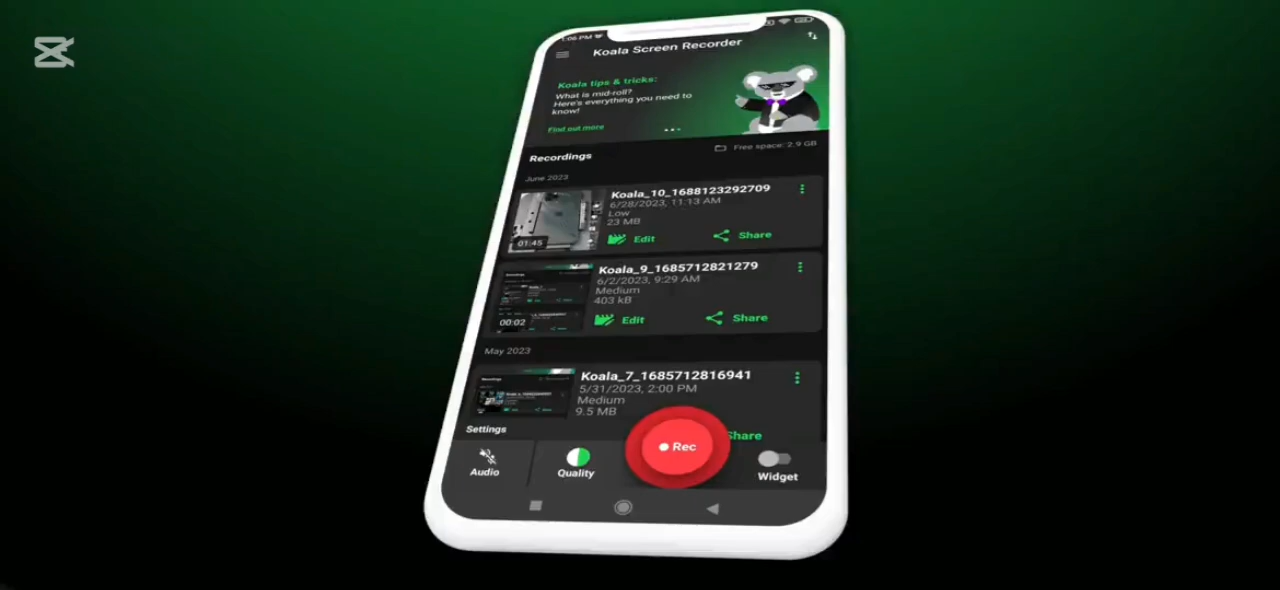 1:06 PM
Koala Screen Recorder
Koala tips & tricks:
What is mid-roll?
Here's everything you need to
know!
Find out more
Recordings
Free space: 2.9 GB
June 2023
Koala_10_1688123292709
6/28/2023, 11:13 AM
Low
23 MB
01:45
Edit
Share
Koala_9_1685712821279
6/2/2023, 9:29 AM
Medium
403 kB
00:02
Edit
Share
May 2023
Koala_7_1685712816941
5/31/2023, 2:00 PM
Medium
9.5 MB
Share
Settings
Rec
Audio
Quality
Widget